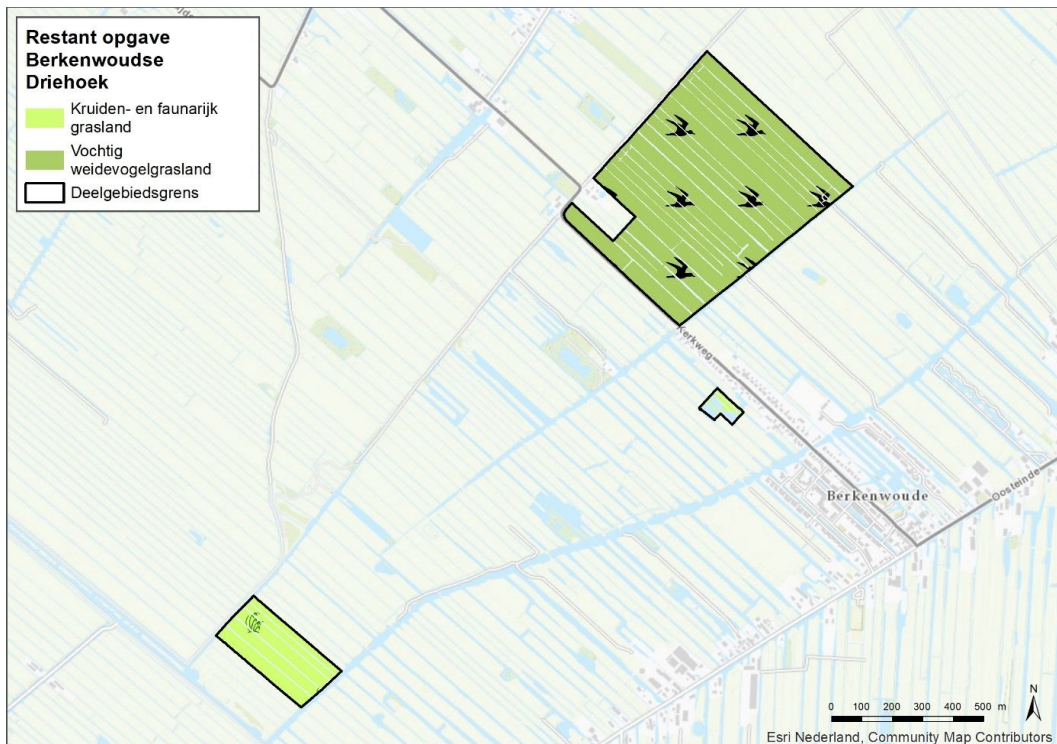 Restant opgave
Berkenwoudse
Driehoek
Kruiden- en faunarijk
grasland
Vochtig
weidevogelgrasland
Deelgebiedsgrens
Kerkweg
Berkenwoude
Oosteinde
N
0 100 200 300 400 500 m
Esri Nederland, Community Map Contributors